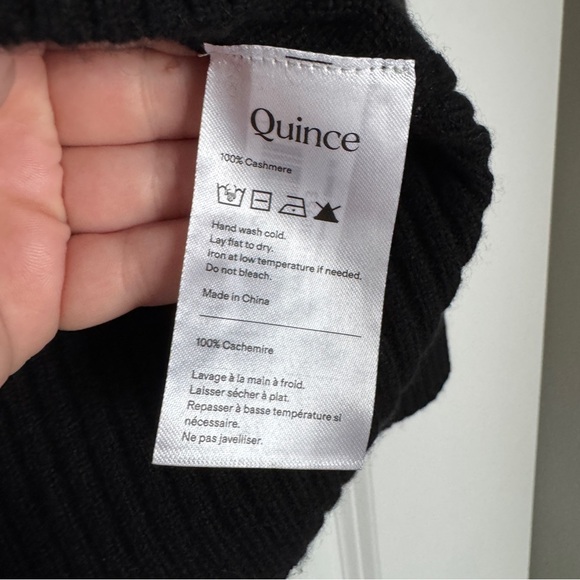 Quince
100% Cashmere
Hand wash cold.
Lay flat to dry.
Iron at low temperature if needed.
Do not bleach.
Made in China
100% Cachemire
Lavage à la main à froid.
Laisser sécher à plat.
Repasser à basse température si
nécessaire.
Ne pas javelliser.